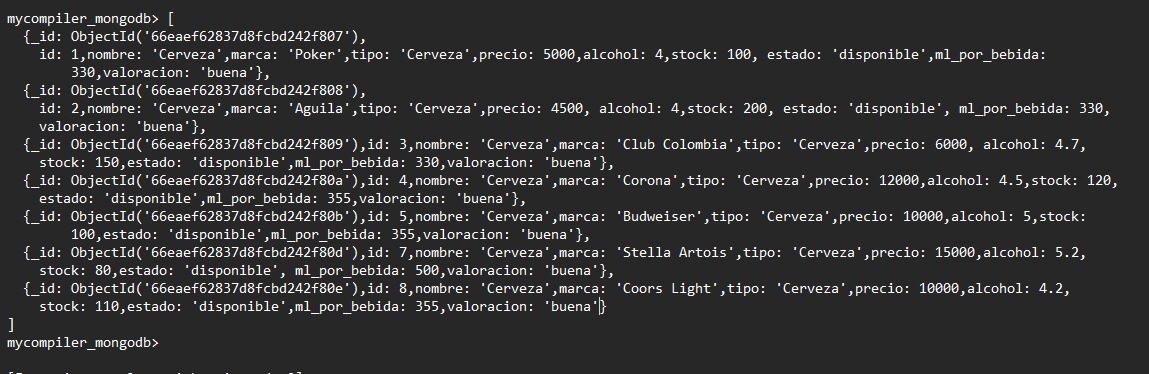 mycompiler_mongodb> [
{_id: ObjectId('66eaef62837d8fcbd242f807'),
id: 1,nombre: 'Cerveza',marca: 'Poker',tipo: 'Cerveza',precio: 5000,alcohol: 4,stock: 100, estado: 'disponible',ml_por_bebida:
330,valoracion: 'buena'},
{_id: ObjectId('66eaef62837d8fcbd242f808'),
id: 2,nombre: 'Cerveza',marca: 'Aguila',tipo: 'Cerveza',precio: 4500, alcohol: 4,stock: 200, estado: 'disponible', ml_por_bebida: 330,
valoracion: 'buena'},
{_id: ObjectId('66eaef62837d8fcbd242f809'),id: 3,nombre: 'Cerveza',marca: 'Club Colombia',tipo: 'Cerveza',precio: 6000, alcohol: 4.7,
stock: 150,estado: 'disponible',ml_por_bebida: 330,valoracion: 'buena'},
{_id: ObjectId('66eaef62837d8fcbd242f80a'),id: 4,nombre: 'Cerveza',marca: 'Corona',tipo: 'Cerveza',precio: 12000,alcohol: 4.5,stock: 120,
estado: 'disponible',ml_por_bebida: 355,valoracion: 'buena'},
{_id: ObjectId('66eaef62837d8fcbd242f80b'),id: 5,nombre: 'Cerveza',marca: 'Budweiser',tipo: 'Cerveza',precio: 10000,alcohol: 5,stock:
100,estado: 'disponible',ml_por_bebida: 355,valoracion: 'buena'},
{_id: ObjectId('66eaef62837d8fcbd242f80d'),id: 7,nombre: 'Cerveza',marca: 'Stella Artois',tipo: 'Cerveza',precio: 15000,alcohol: 5.2,
stock: 80,estado: 'disponible', ml_por_bebida: 500,valoracion: 'buena'},
{_id: ObjectId('66eaef62837d8fcbd242f80e'),id: 8,nombre: 'Cerveza',marca: 'Coors Light',tipo: 'Cerveza',precio: 10000,alcohol: 4.2,
stock: 110,estado: 'disponible',ml_por_bebida: 355,valoracion: 'buena'}
]
mycompiler_mongodb>